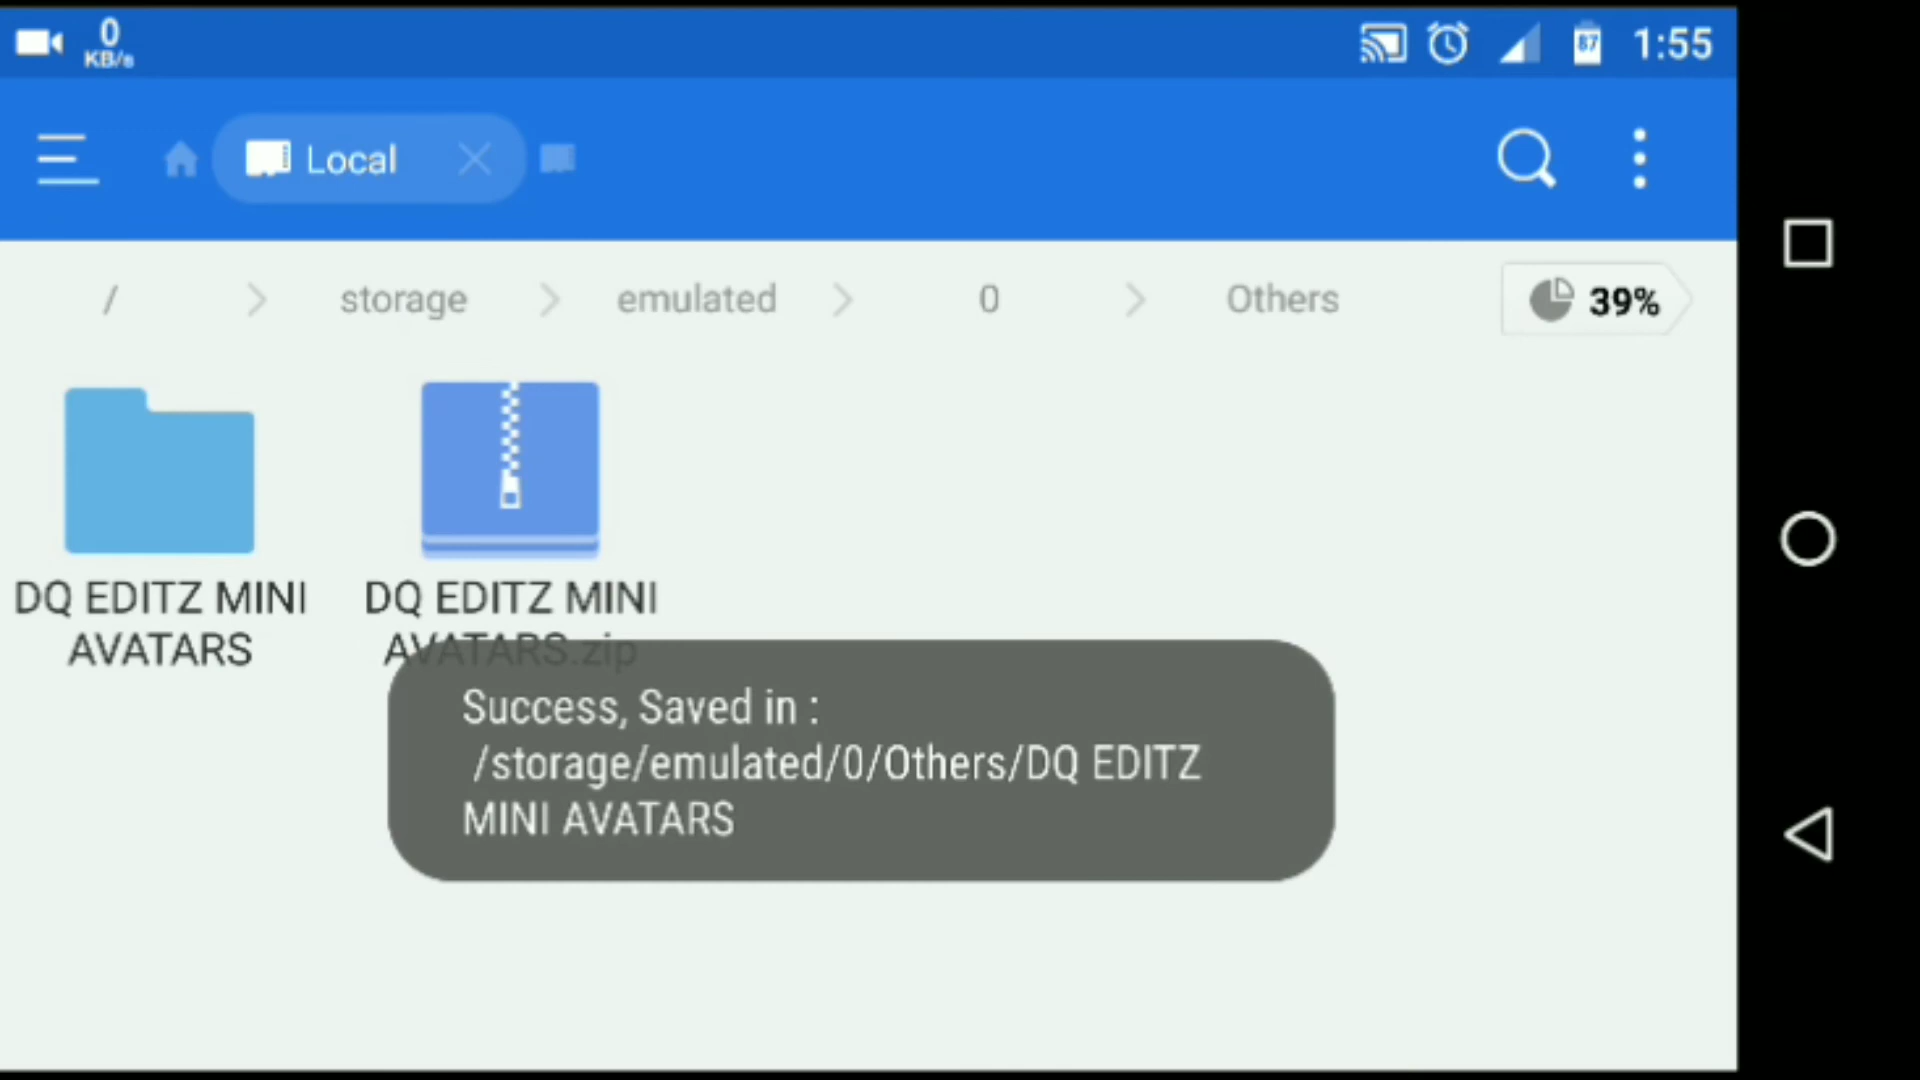 0
KB/s
87
1:55
Local
/
storage
emulated
0
Others
39%
DQ EDITZ MINI
AVATARS
DQ EDITZ MINI
AVATARS.zip
Success, Saved in :
/storage/emulated/0/Others/DQ EDITZ
MINI AVATARS